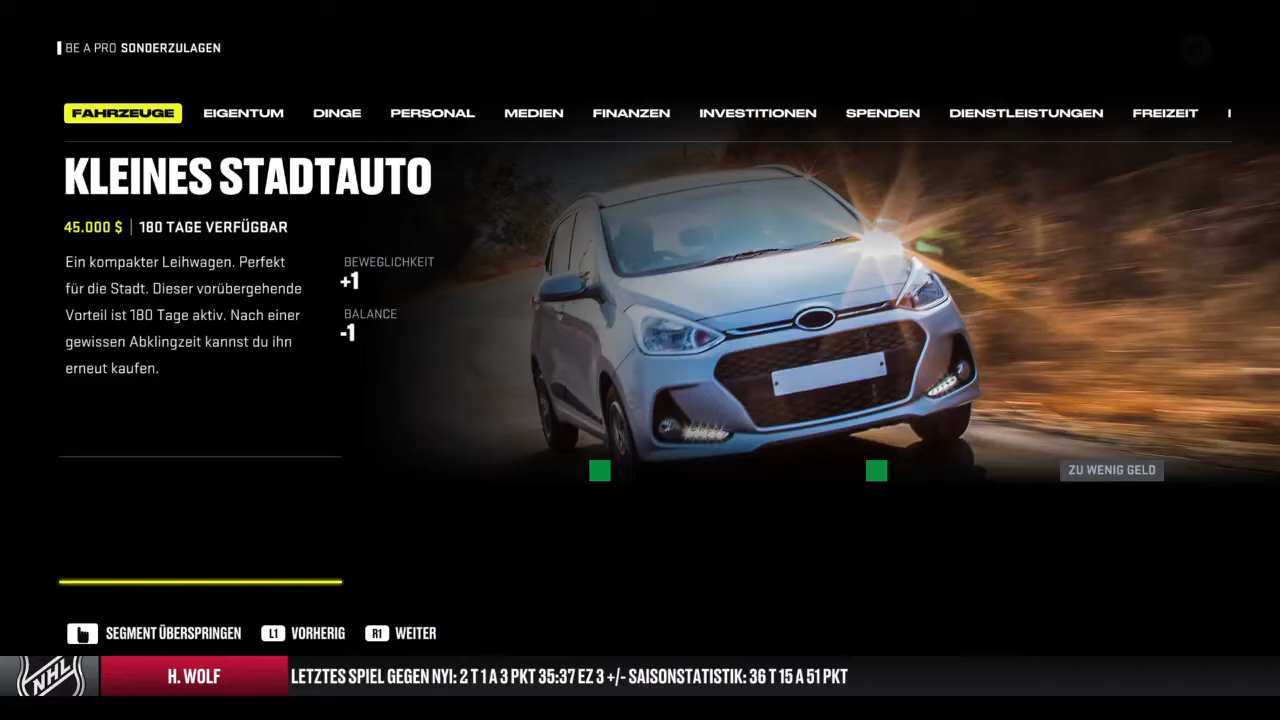 BE A PRO SONDERZULAGEN
FAHRZEUGE EIGENTUM DINGE PERSONAL MEDIEN FINANZEN INVESTITIONEN SPENDEN DIENSTLEISTUNGEN FREIZEIT
KLEINES STADTAUTO
45.000 $ | 180 TAGE VERFÜGBAR
Ein kompakter Leihwagen. Perfekt
für die Stadt. Dieser vorübergehende
Vorteil ist 180 Tage aktiv. Nach einer
gewissen Abklingzeit kannst du ihn
erneut kaufen.
BEWEGLICHKEIT
+1
BALANCE
-1
ZU WENIG GELD
SEGMENT ÜBERSPRINGEN L1 VORHERIG R1 WEITER
NHL H. WOLF LETZTES SPIEL GEGEN NYI: 2 T 1 A 3 PKT 35:37 EZ 3 +/- SAISONSTATISTIK: 36 T 15 A 51 PKT